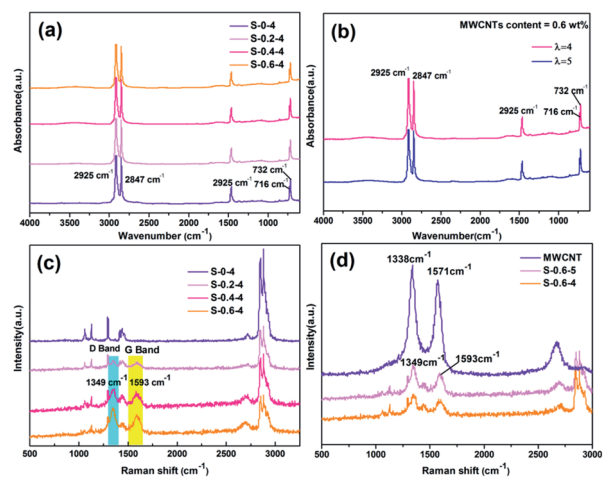 (a)
S-0-4
S-0.2-4
S-0.4-4
S-0.6-4
2925 cm-1
2847 cm-1
2925 cm-1
732 cm-1
716 cm-1
Absorbance(a.u.)
4000 3500 3000 2500 2000 1500 1000
Wavenumber (cm-1)
(b)
MWCNTs content = 0.6 wt%
λ=4
λ=5
2925 cm-1
2847 cm-1
2925 cm-1
732 cm-1
716 cm-1
Absorbance(a.u.)
4000 3500 3000 2500 2000 1500 1000
Wavenumber(cm-1)
(c)
S-0-4
S-0.2-4
S-0.4-4
S-0.6-4
D Band
G Band
1349 cm-1
1593 cm-1
Intensity(a.u.)
500 1000 1500 2000 2500 3000
Raman shift (cm-1)
(d)
MWCNT
S-0.6-5
S-0.6-4
1338cm-1
1571cm-1
1349cm-1
1593cm-1
Intensity(a.u.)
500 1000 1500 2000 2500 3000
Raman shift (cm-1)